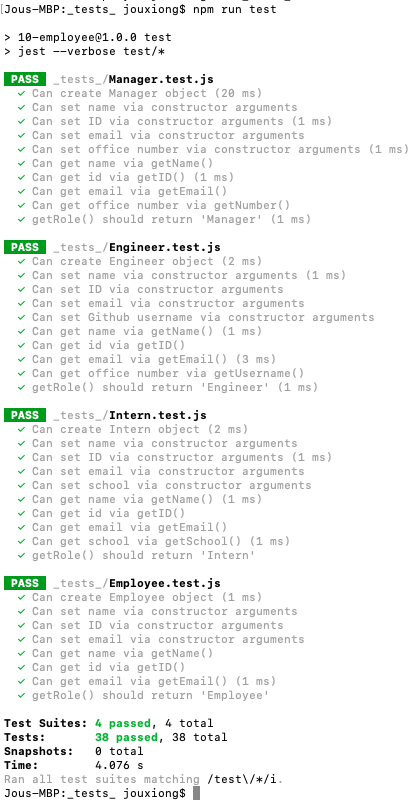 [Jous-MBP:_tests_ jouxiong$ npm run test
> 10-employee@1.0.0 test
> jest --verbose test/*
PASS _tests_/Manager.test.js
✓ Can create Manager object (20 ms)
✓ Can set name via constructor arguments
✓ Can set ID via constructor arguments (1 ms)
✓ Can set email via constructor arguments
✓ Can set office number via constructor arguments (1 ms)
✓ Can get name via getName()
✓ Can get id via getID() (1 ms)
✓ Can get email via getEmail()
✓ Can get office number via getNumber()
✓ getRole() should return 'Manager' (1 ms)
PASS _tests_/Engineer.test.js
✓ Can create Engineer object (2 ms)
✓ Can set name via constructor arguments (1 ms)
✓ Can set ID via constructor arguments
✓ Can set email via constructor arguments
✓ Can set Github username via constructor arguments
✓ Can get name via getName() (1 ms)
✓ Can get id via getID()
✓ Can get email via getEmail() (3 ms)
✓ Can get office number via getUsername()
✓ getRole() should return 'Engineer' (1 ms)
PASS _tests_/Intern.test.js
✓ Can create Intern object (2 ms)
✓ Can set name via constructor arguments
✓ Can set ID via constructor arguments (1 ms)
✓ Can set email via constructor arguments
✓ Can set school via constructor arguments
✓ Can get name via getName() (1 ms)
✓ Can get id via getID()
✓ Can get email via getEmail()
✓ Can get school via getSchool() (1 ms)
✓ getRole() should return 'Intern'
PASS _tests_/Employee.test.js
✓ Can create Employee object (1 ms)
✓ Can set name via constructor arguments
✓ Can set ID via constructor arguments
✓ Can set email via constructor arguments
✓ Can get name via getName()
✓ Can get id via getID()
✓ Can get email via getEmail() (1 ms)
✓ getRole() should return 'Employee'
Test Suites: 4 passed, 4 total
Tests: 38 passed, 38 total
Snapshots: 0 total
Time: 4.076 s
Ran all test suites matching /test\/*/i.
Jous-MBP:_tests_ jouxiong$